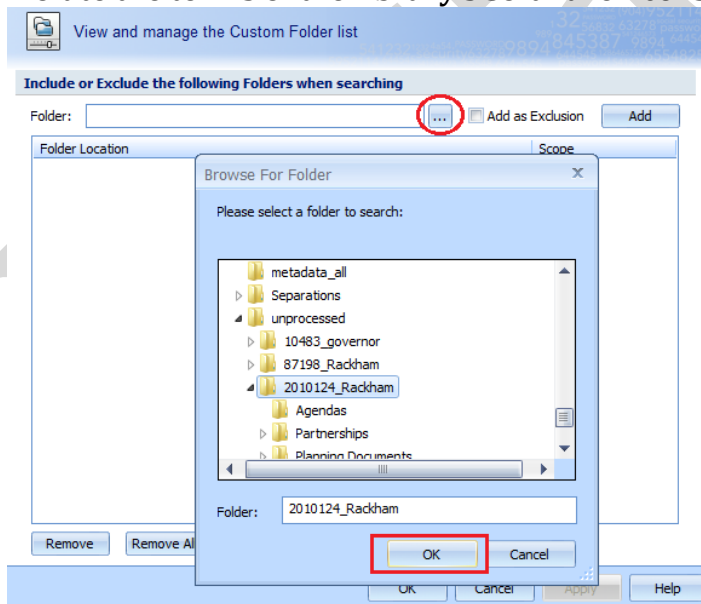 View and manage the Custom Folder list
Include or Exclude the following Folders when searching
Folder: ... Add as Exclusion Add
Folder Location Scope
Browse For Folder x
Please select a folder to search:
metadata_all
Separations
unprocessed
10483_governor
87198_Rackham
2010124_Rackham
Agendas
Partnerships
Planning Documents
Folder: 2010124_Rackham
OK Cancel
Remove Remove Al
OK Cancel Apply Help